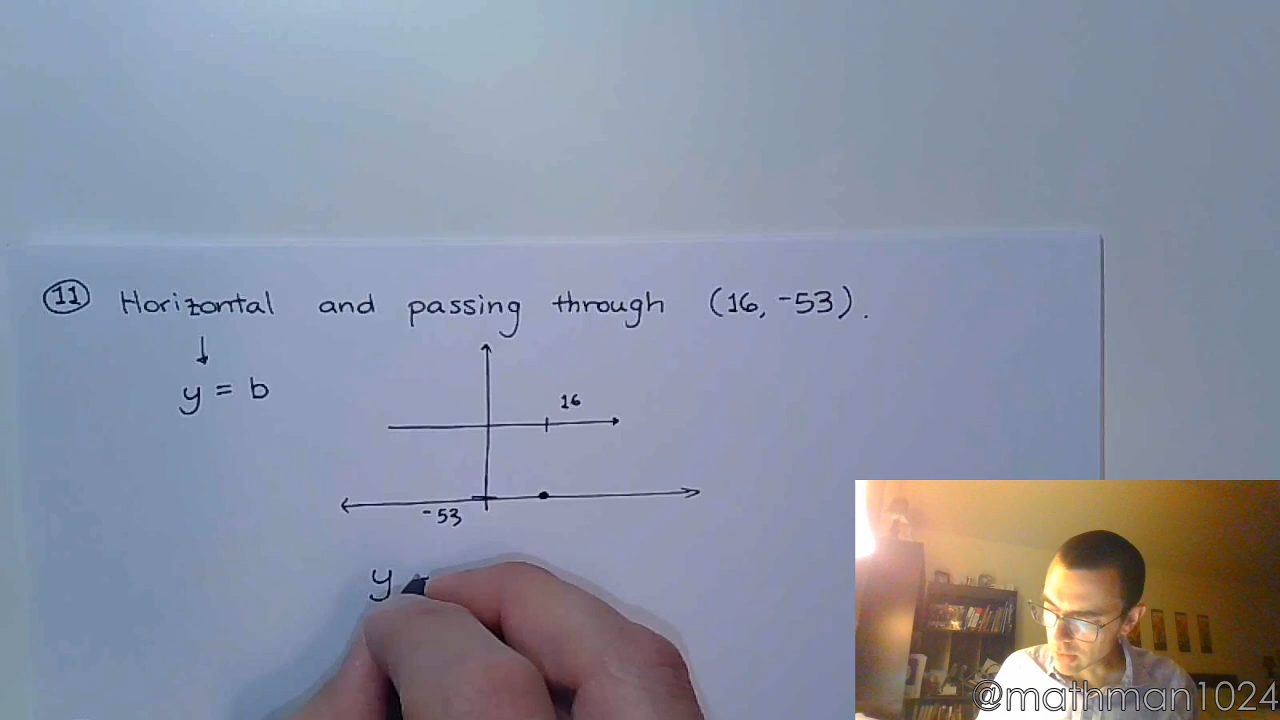 11 Horizontal and passing through (16, -53).
y = b
16
-53
y =
@mathman1024